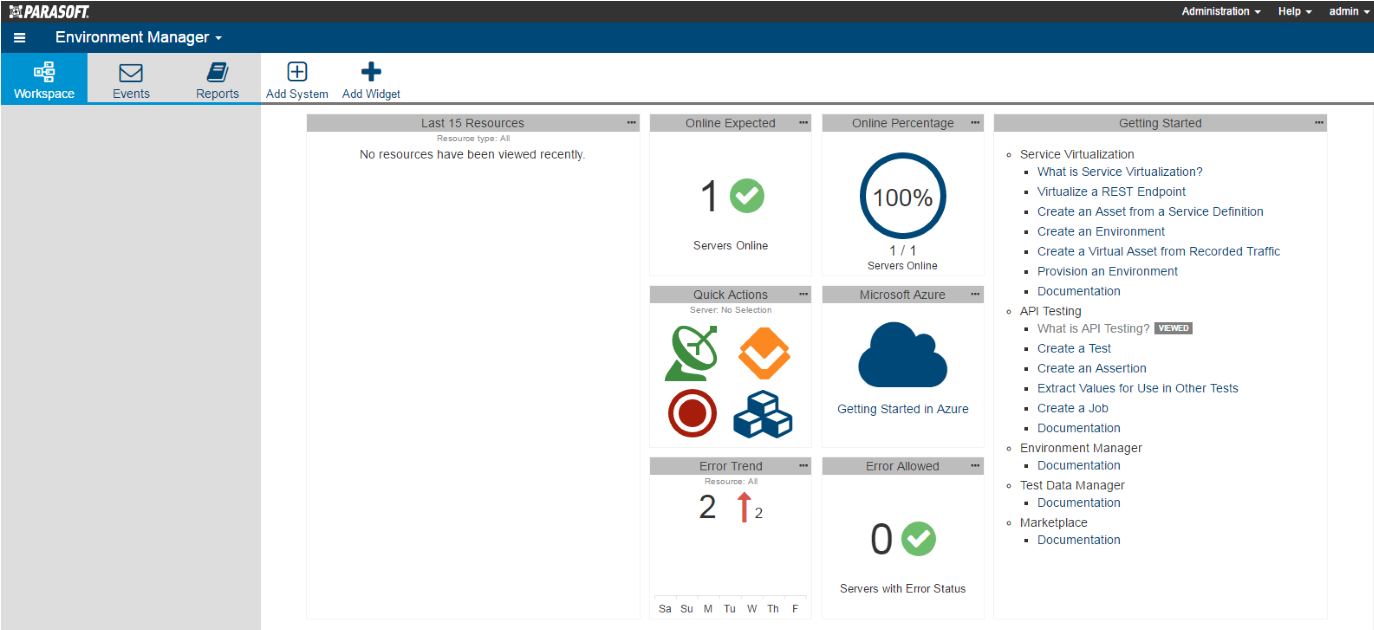 PARASOFT.
Administration Help admin
Environment Manager
Workspace Events Reports Add System Add Widget
Last 15 Resources
Resource type: All
No resources have been viewed recently.
Online Expected
1
Servers Online
Online Percentage
100%
1 / 1
Servers Online
Quick Actions
Server: No Selection
Microsoft Azure
Getting Started in Azure
Error Trend
Resource: All
2 2
Sa Su M Tu W Th F
Error Allowed
0
Servers with Error Status
Getting Started
Service Virtualization
What is Service Virtualization?
Virtualize a REST Endpoint
Create an Asset from a Service Definition
Create an Environment
Create a Virtual Asset from Recorded Traffic
Provision an Environment
Documentation
API Testing
What is API Testing? VIEWED
Create a Test
Create an Assertion
Extract Values for Use in Other Tests
Create a Job
Documentation
Environment Manager
Documentation
Test Data Manager
Documentation
Marketplace
Documentation